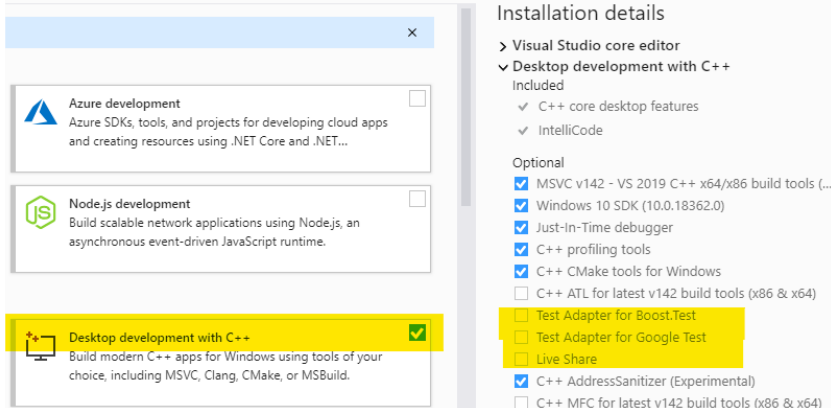 Azure development
Azure SDKs, tools, and projects for developing cloud apps
and creating resources using .NET Core and .NET...
Node.js development
Build scalable network applications using Node.js, an
asynchronous event-driven JavaScript runtime.
Desktop development with C++
Build modern C++ apps for Windows using tools of your
choice, including MSVC, Clang, CMake, or MSBuild.
Installation details
Visual Studio core editor
Desktop development with C++
Included
C++ core desktop features
IntelliCode
Optional
MSVC v142 - VS 2019 C++ x64/x86 build tools (...
Windows 10 SDK (10.0.18362.0)
Just-In-Time debugger
C++ profiling tools
C++ CMake tools for Windows
C++ ATL for latest v142 build tools (x86 & x64)
Test Adapter for Boost.Test
Test Adapter for Google Test
Live Share
C++ AddressSanitizer (Experimental)
C++ MFC for latest v142 build tools (x86 & x64)